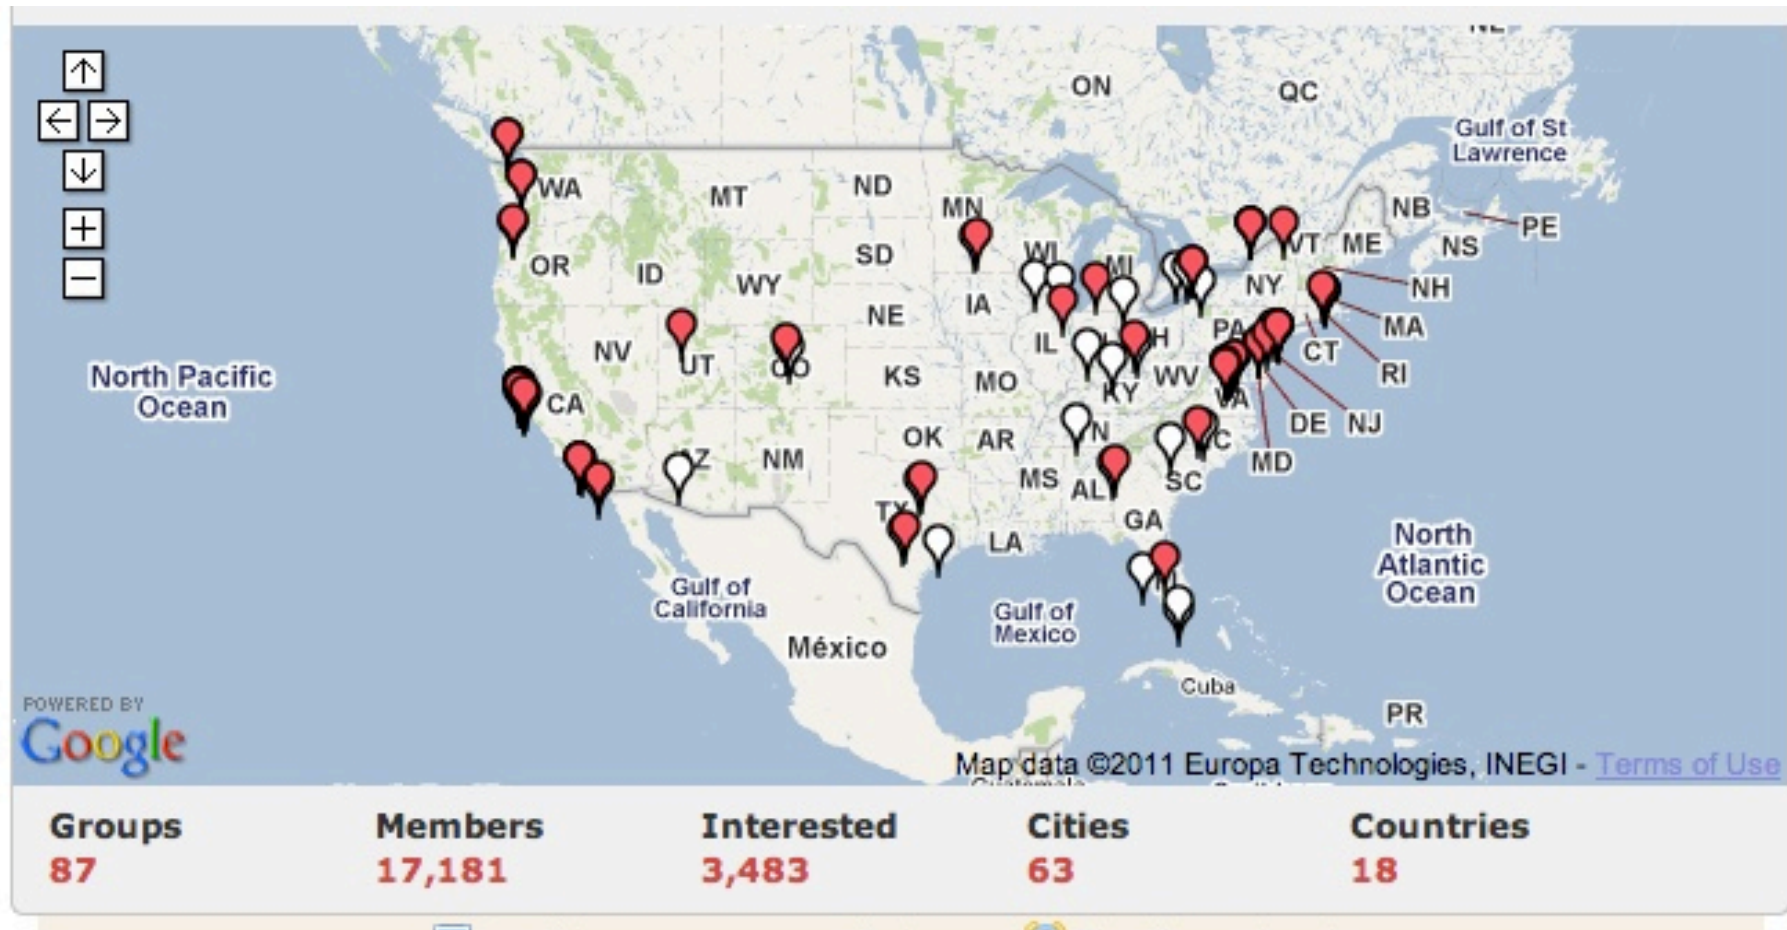 ON
QC
Gulf of St
Lawrence
WA
MT
ND
MN
NB
PE
OR
ID
WY
SD
WI
MI
VT
ME
NS
NH
NE
IA
NY
MA
NV
UT
CO
IL
PA
CT
RI
North Pacific
Ocean
CA
KS
MO
KY
WV
VA
DE
NJ
OK
AR
NM
MS
AL
SC
MD
TX
LA
GA
North
Atlantic
Ocean
Gulf of
California
Gulf of
Mexico
México
Cuba
PR
POWERED BY
Google
Map data ©2011 Europa Technologies, INEGI - Terms of Use
Groups
Members
Interested
Cities
Countries
87
17,181
3,483
63
18